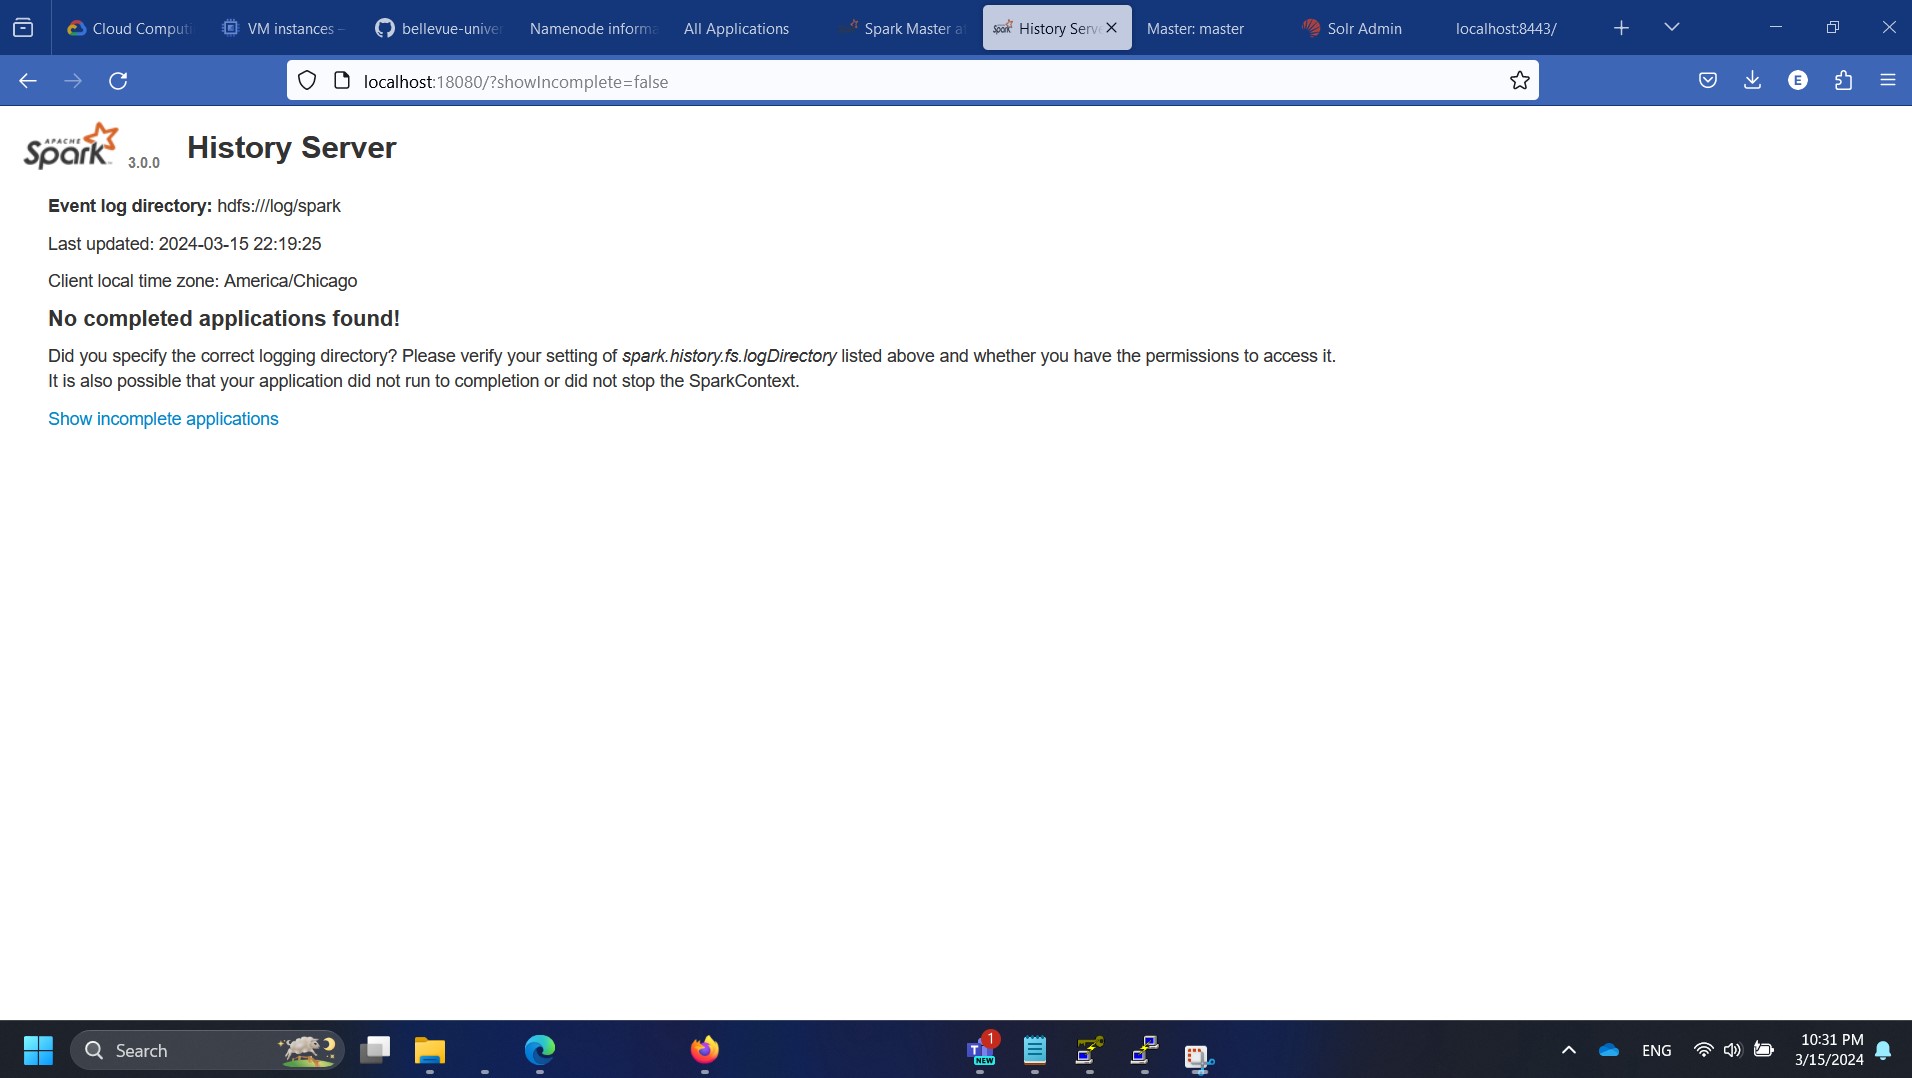 Cloud Computi
VM instances –
bellevue-univer
Namenode informa
All Applications
Spark Master a
History Serv
Master: master
Solr Admin
localhost:8443/
localhost:18080/?showIncomplete=false
E
APACHE
Spark
3.0.0
History Server
Event log directory: hdfs:///log/spark
Last updated: 2024-03-15 22:19:25
Client local time zone: America/Chicago
No completed applications found!
Did you specify the correct logging directory? Please verify your setting of spark.history.fs.logDirectory listed above and whether you have the permissions to access it.
It is also possible that your application did not run to completion or did not stop the SparkContext.
Show incomplete applications
Search
1
T
NEW
ENG
10:31 PM
3/15/2024